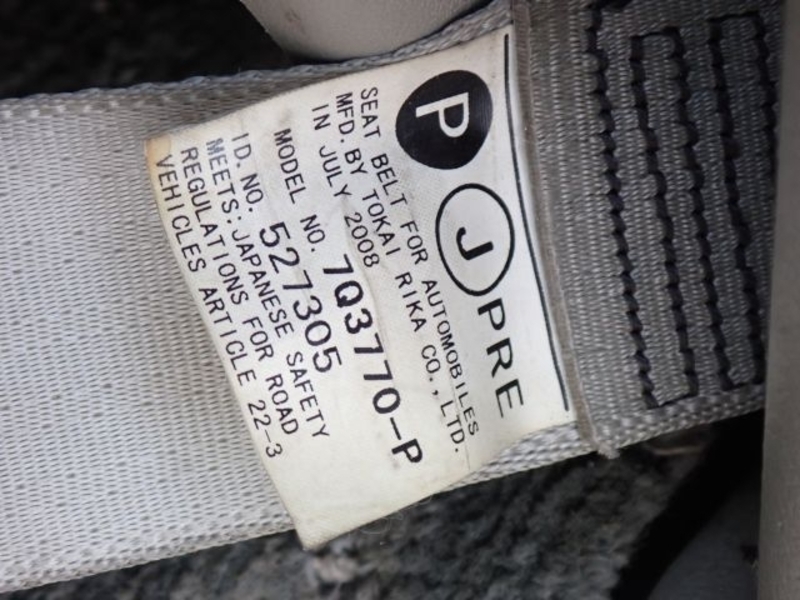 P J PRE
SEAT BELT FOR AUTOMOBILES
MFD. BY TOKAI RIKA CO., LTD.
IN JULY 2008
MODEL NO. 7Q3770-P
ID. NO. 527305
MEETS: JAPANESE SAFETY
REGULATIONS FOR ROAD
VEHICLES ARTICLE 22-3